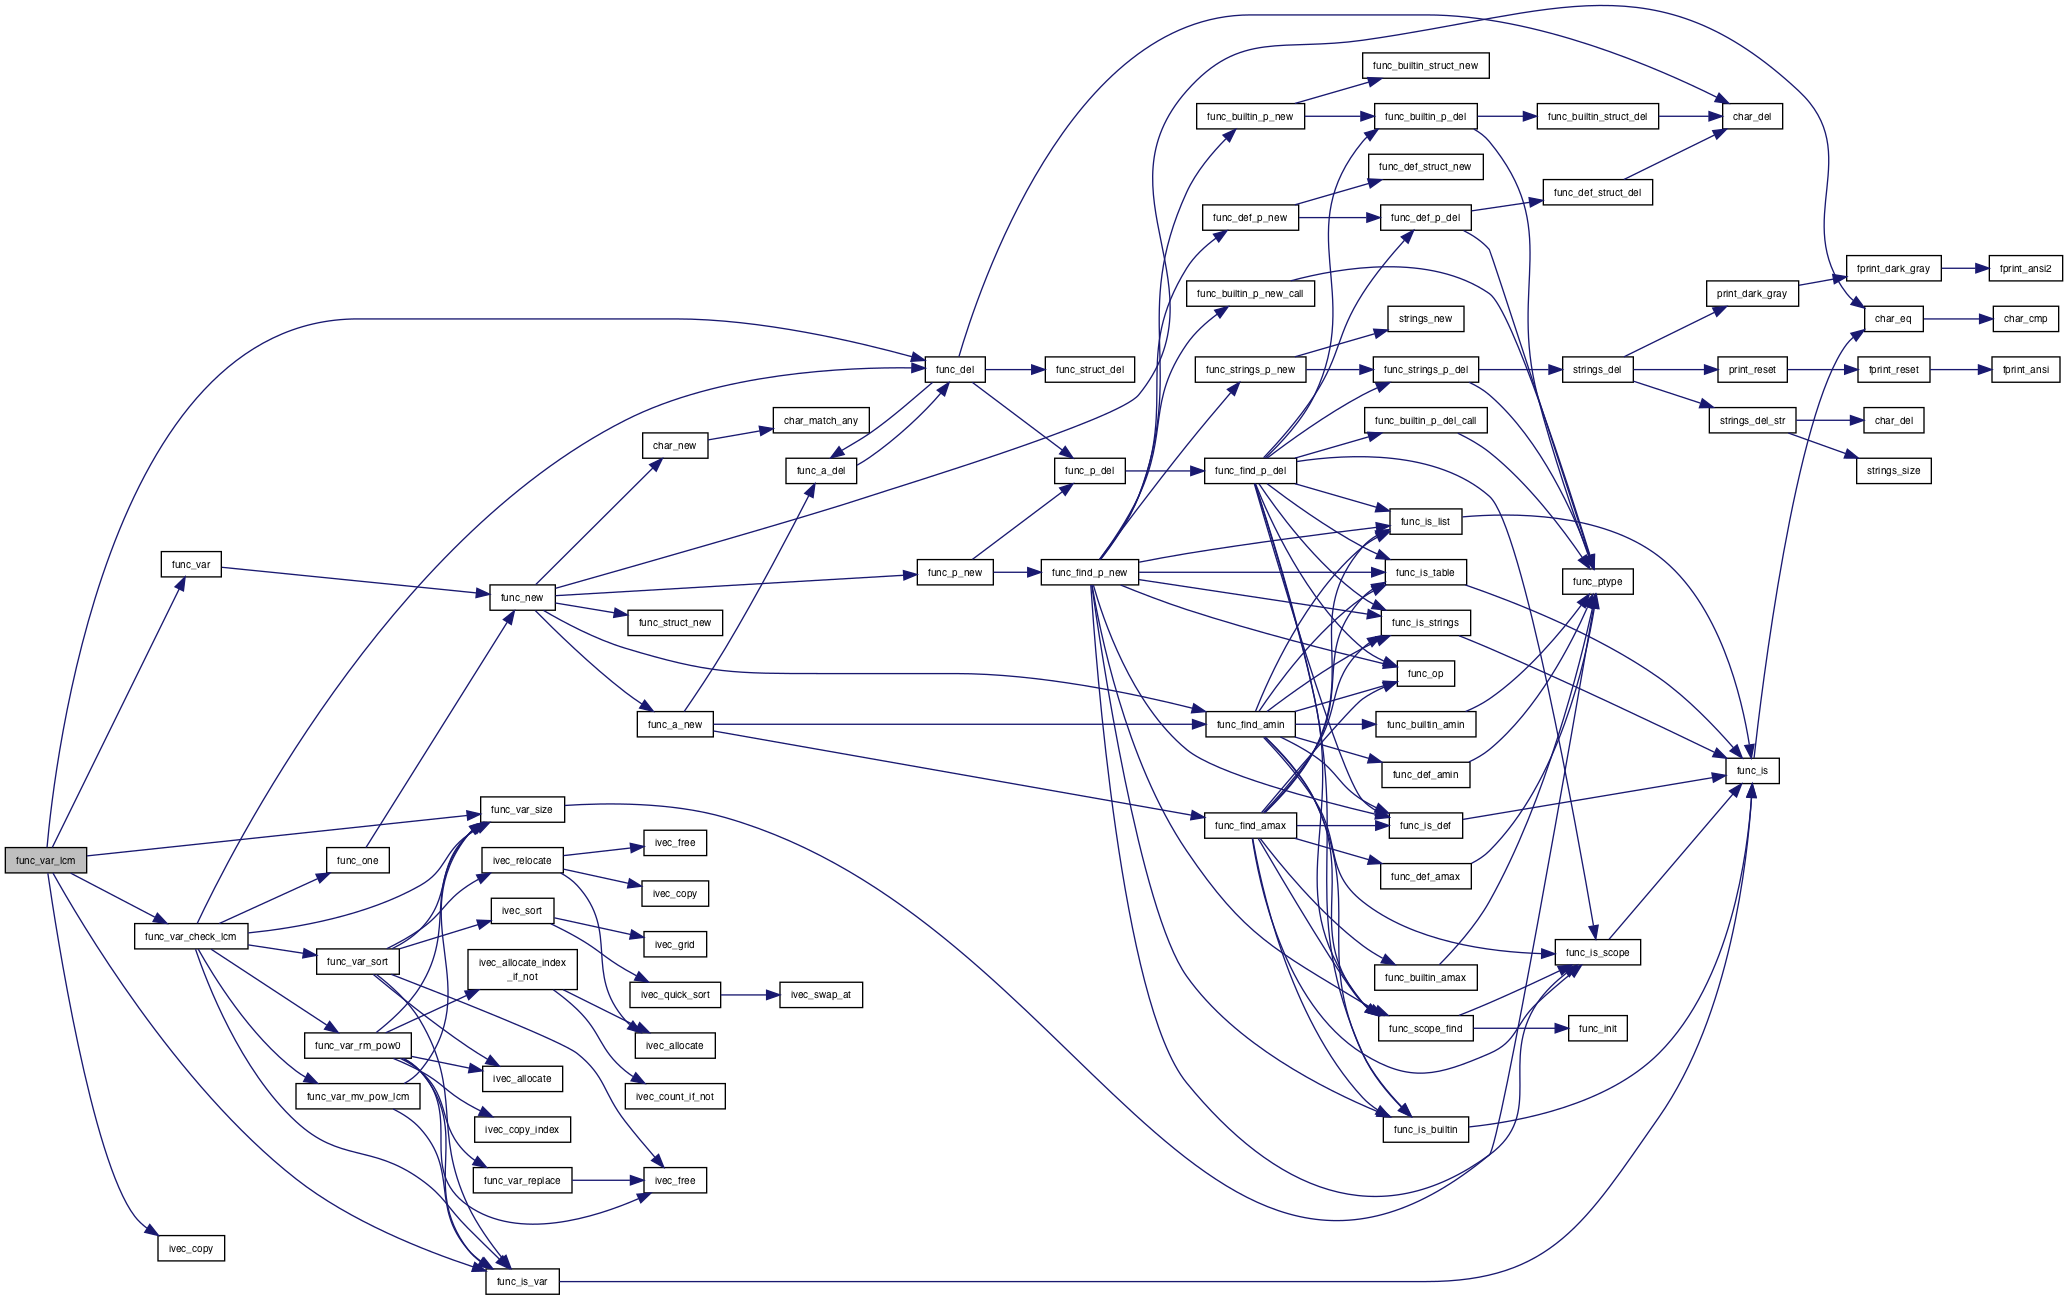 func_var_lcm
func_var
func_var_check_lcm
ivec_copy
func_one
func_var_sort
func_var_rm_pow0
func_var_mv_pow_lcm
func_new
func_var_size
ivec_relocate
ivec_sort
ivec_allocate_index
_if_not
ivec_allocate
ivec_copy_index
func_var_replace
func_is_var
char_new
func_struct_new
func_a_new
ivec_free
ivec_copy
ivec_grid
ivec_quick_sort
ivec_allocate
ivec_count_if_not
ivec_free
char_match_any
func_a_del
ivec_swap_at
func_del
func_p_new
func_struct_del
func_p_del
func_find_p_new
func_builtin_p_new
func_def_p_new
func_builtin_p_new_call
func_strings_p_new
func_find_p_del
func_find_amin
func_find_amax
func_builtin_struct_new
func_builtin_p_del
func_def_struct_new
func_def_p_del
strings_new
func_strings_p_del
func_builtin_p_del_call
func_is_list
func_is_table
func_is_strings
func_op
func_builtin_amin
func_def_amin
func_is_def
func_def_amax
func_builtin_amax
func_scope_find
func_is_builtin
func_builtin_struct_del
func_def_struct_del
strings_del
func_ptype
func_is_scope
func_init
char_del
print_dark_gray
print_reset
strings_del_str
func_is
fprint_dark_gray
char_eq
fprint_reset
char_del
strings_size
fprint_ansi2
char_cmp
fprint_ansi